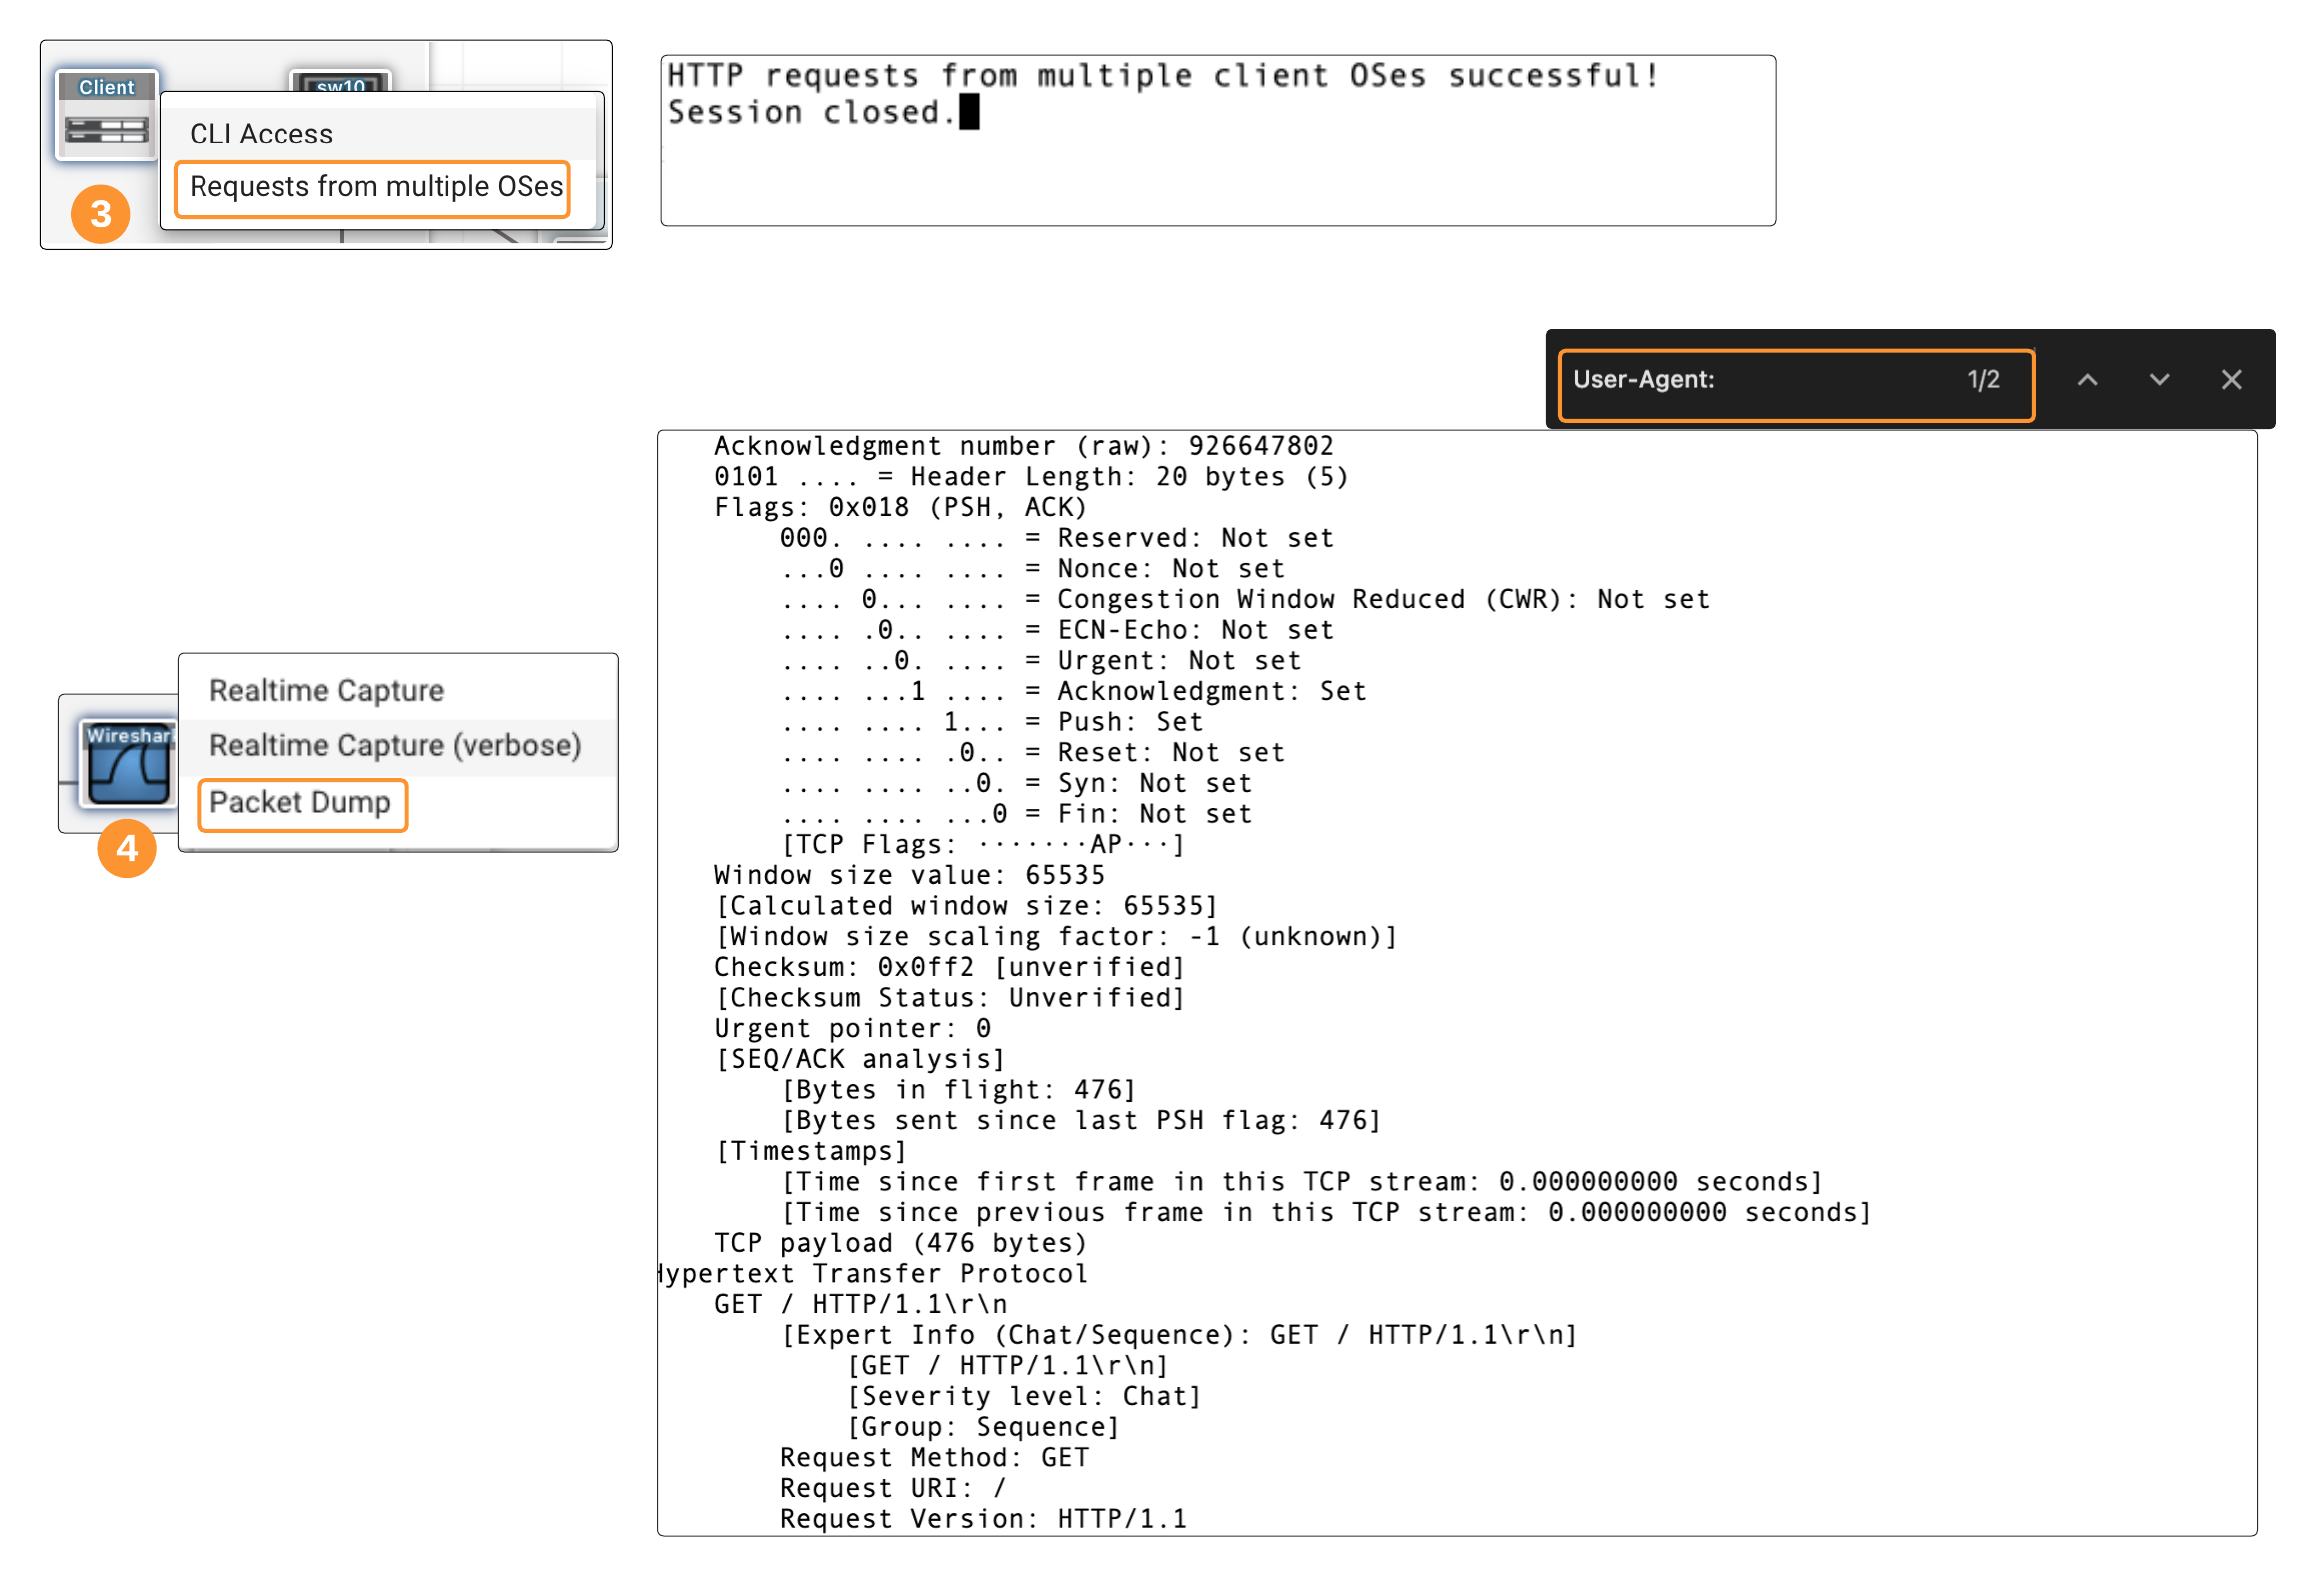 Client
sw10
CLI Access
Requests from multiple OSes
3
HTTP requests from multiple client OSes successful!
Session closed.
User-Agent: 1/2
Acknowledgment number (raw): 926647802
0101 .... = Header Length: 20 bytes (5)
Flags: 0x018 (PSH, ACK)
000. .... .... = Reserved: Not set
...0 .... .... = Nonce: Not set
.... 0... .... = Congestion Window Reduced (CWR): Not set
.... .0.. .... = ECN-Echo: Not set
.... ..0. .... = Urgent: Not set
.... ...1 .... = Acknowledgment: Set
.... .... 1... = Push: Set
.... .... .0.. = Reset: Not set
.... .... ..0. = Syn: Not set
.... .... ...0 = Fin: Not set
[TCP Flags: ·······AP···]
Window size value: 65535
[Calculated window size: 65535]
[Window size scaling factor: -1 (unknown)]
Checksum: 0x0ff2 [unverified]
[Checksum Status: Unverified]
Urgent pointer: 0
[SEQ/ACK analysis]
[Bytes in flight: 476]
[Bytes sent since last PSH flag: 476]
[Timestamps]
[Time since first frame in this TCP stream: 0.000000000 seconds]
[Time since previous frame in this TCP stream: 0.000000000 seconds]
TCP payload (476 bytes)
Hypertext Transfer Protocol
GET / HTTP/1.1\r\n
[Expert Info (Chat/Sequence): GET / HTTP/1.1\r\n]
[GET / HTTP/1.1\r\n]
[Severity level: Chat]
[Group: Sequence]
Request Method: GET
Request URI: /
Request Version: HTTP/1.1
Wireshark
Realtime Capture
Realtime Capture (verbose)
Packet Dump
4